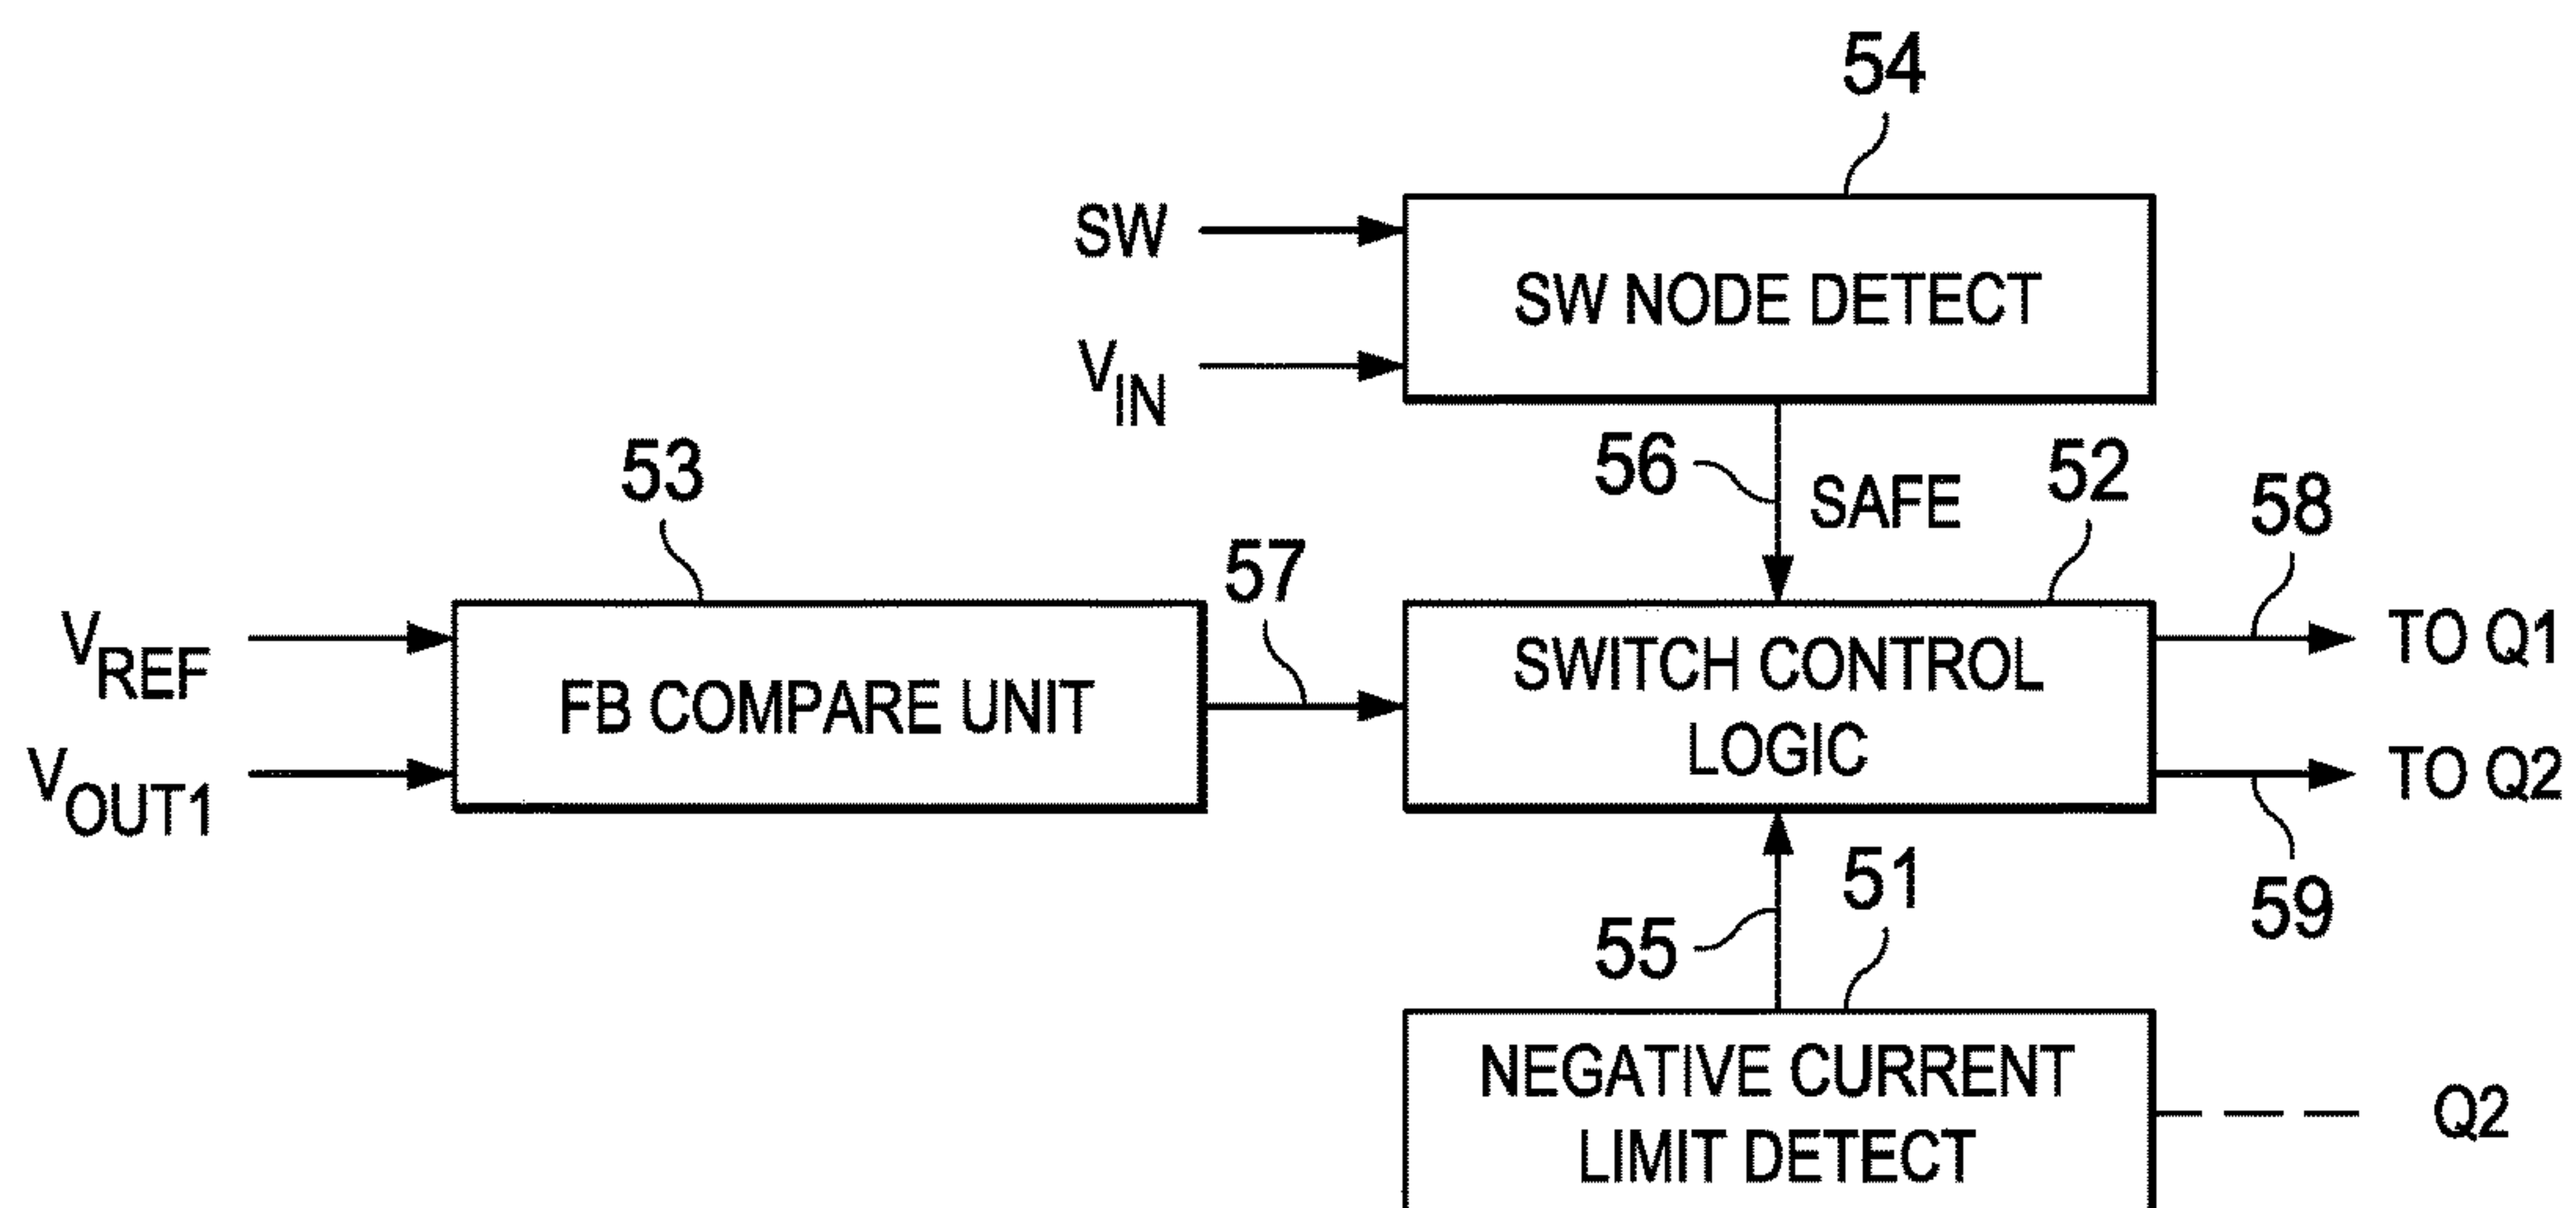 54
SW
SW NODE DETECT
VIN
53
56
SAFE
52
58
57
VREF
TO Q1
FB COMPARE UNIT
SWITCH CONTROL
LOGIC
VOUT1
TO Q2
51
55
59
NEGATIVE CURRENT
LIMIT DETECT
Q2